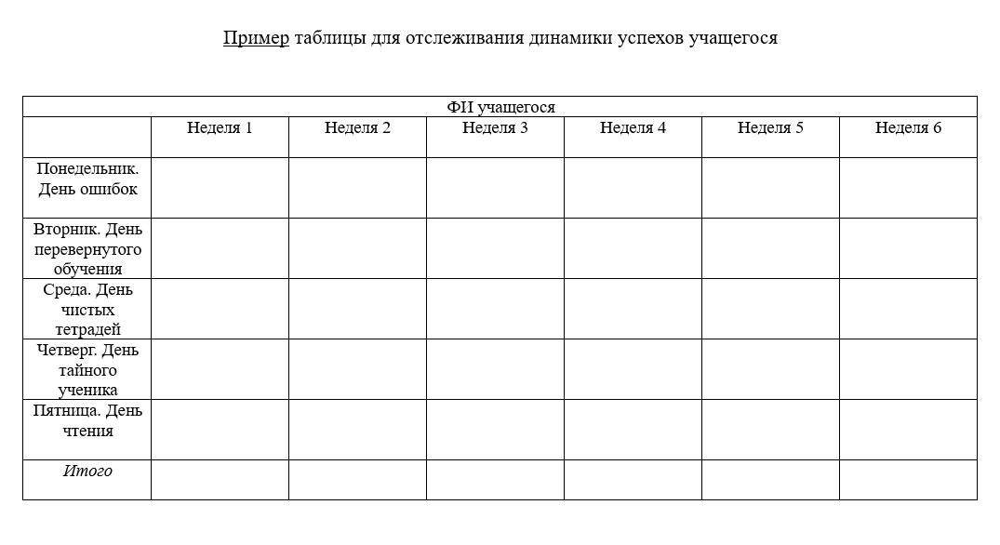 Пример таблицы для отслеживания динамики успехов учащегося
ФИ учащегося
Неделя 1 Неделя 2 Неделя 3 Неделя 4 Неделя 5 Неделя 6
Понедельник.
День ошибок
Вторник. День
перевернутого
обучения
Среда. День
чистых
тетрадей
Четверг. День
тайного
ученика
Пятница. День
чтения
Итого